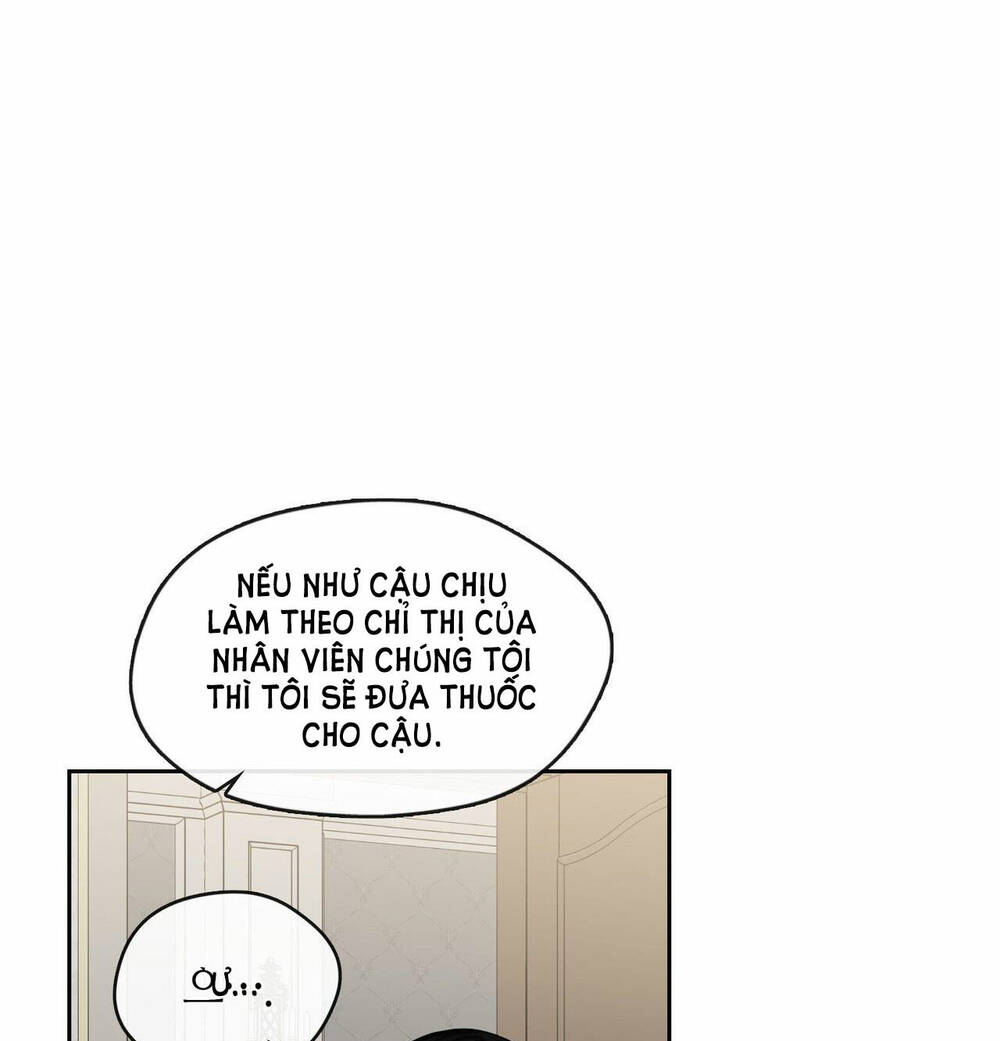 NẾU NHƯ CẬU CHỊU
LÀM THEO CHỈ THỊ CỦA
NHÂN VIÊN CHÚNG TÔI
THÌ TÔI SẼ ĐƯA THUỐC
CHO CẬU.
Ờ Ừ...